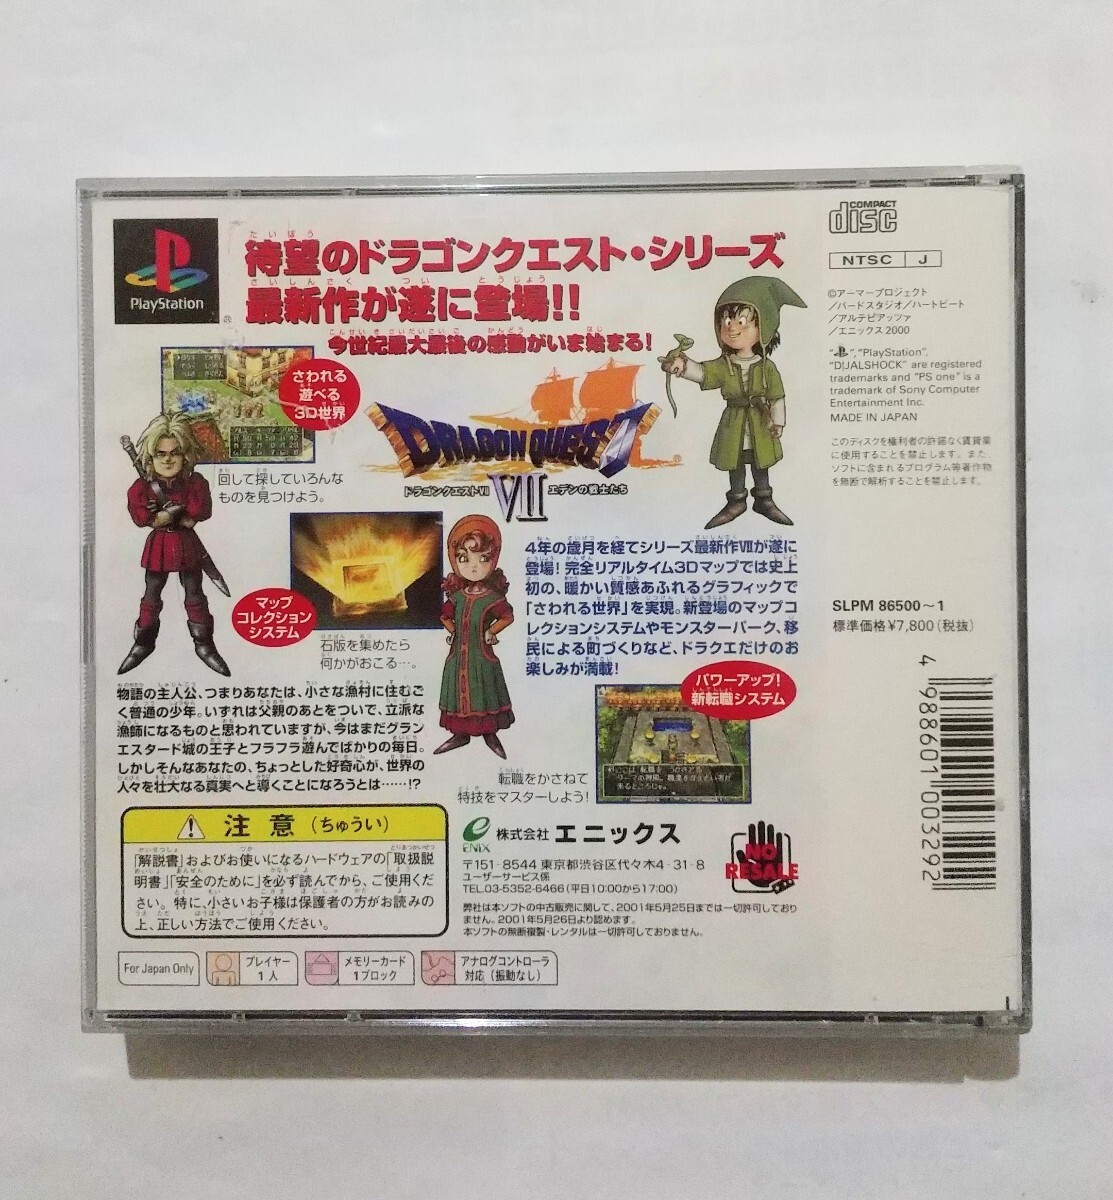 PlayStation
待望のドラゴンクエスト・シリーズ
最新作が遂に登場!!
今世紀最大最後の感動がいま始まる!
さわれる
遊べる
3D世界
回して探していろんな
ものを見つけよう。
DRAGON QUEST
ドラゴンクエストVII エデンの戦士たち
VII
マップ
コレクション
システム
石版を集めたら
何かがおこる…。
4年の歳月を経てシリーズ最新作VIIが遂に
登場! 完全リアルタイム3Dマップでは史上
初の、暖かい質感あふれるグラフィックで
「さわれる世界」を実現。新登場のマップコ
レクションシステムやモンスターパーク、移
民による町づくりなど、ドラクエだけのお
楽しみが満載!
パワーアップ!
新転職システム
転職をかさねて
特技をマスターしよう!
物語の主人公、つまりあなたは、小さな漁村に住むご
く普通の少年。いずれは父親のあとをついで、立派な
漁師になるものと思われていますが、今はまだグラン
エスタード城の王子とフラフラ遊んでばかりの毎日。
しかしそんなあなたの、ちょっとした好奇心が、世界の
人々を壮大なる真実へと導くことになろうとは……!?
注意(ちゅうい)
「解説書」およびお使いになるハードウェアの「取扱説
明書」「安全のために」を必ず読んでから、ご使用くだ
さい。特に、小さいお子様は保護者の方がお読みの
上、正しい方法でご使用ください。
ENIX 株式会社 エニックス
〒151-8544 東京都渋谷区代々木4-31-8
ユーザーサービス係
TEL.03-5352-6466(平日10:00から17:00)
弊社は本ソフトの中古販売に関して、2001年5月25日までは一切許可しており
ません。2001年5月26日より認めます。
本ソフトの無断複製・レンタルは一切許可しておりません。
NO
RESALE
For Japan Only
プレイヤー
1人
メモリーカード
1ブロック
アナログコントローラ
対応(振動なし)
COMPACT
disc
NTSC J
©アーマープロジェクト
/バードスタジオ/ハートビート
/アルテピアッツァ
/エニックス2000
" ", "PlayStation",
"DUALSHOCK" are registered
trademarks and "PS one" is a
trademark of Sony Computer
Entertainment Inc.
MADE IN JAPAN
このディスクを権利者の許諾なく賃貸業
に使用することを禁止します。また、
ソフトに含まれるプログラム等著作物
を無断で解析することを禁止します。
SLPM 86500~1
標準価格¥7,800(税抜)
4 988601 003292